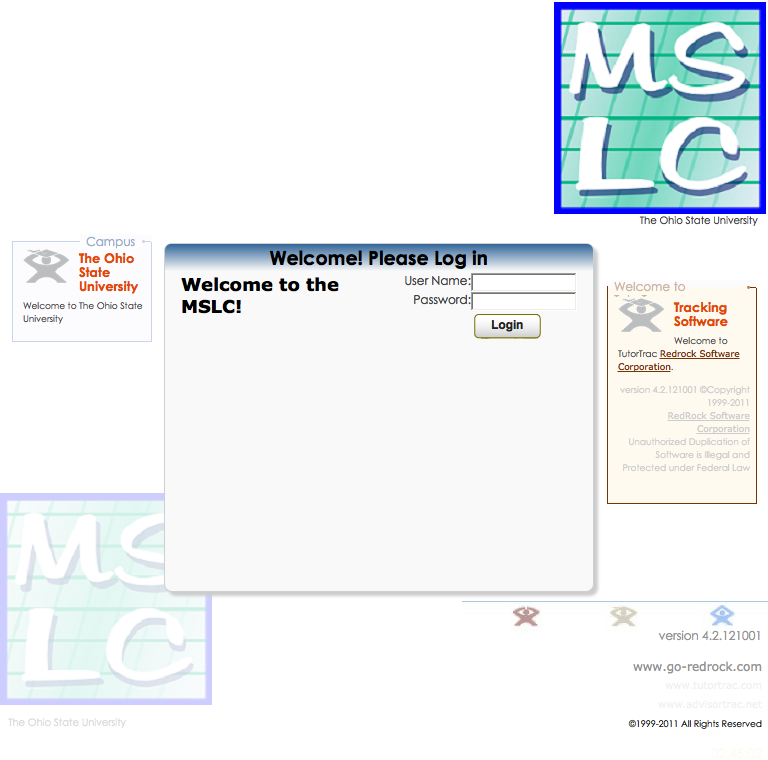 MS
LC
The Ohio State University
Campus
The Ohio
State
University
Welcome to The Ohio State
University
Welcome! Please Log in
Welcome to the
MSLC!
User Name:
Password:
Login
Welcome to
Tracking
Software
Welcome to
TutorTrac Redrock Software
Corporation.
version 4.2.121001 ©Copyright
1999-2011
RedRock Software
Corporation
Unauthorized Duplication of
Software is Illegal and
Protected under Federal Law
MS
LC
The Ohio State University
version 4.2.121001
www.go-redrock.com
www.tutortrac.com
www.advisortrac.net
©1999-2011 All Rights Reserved